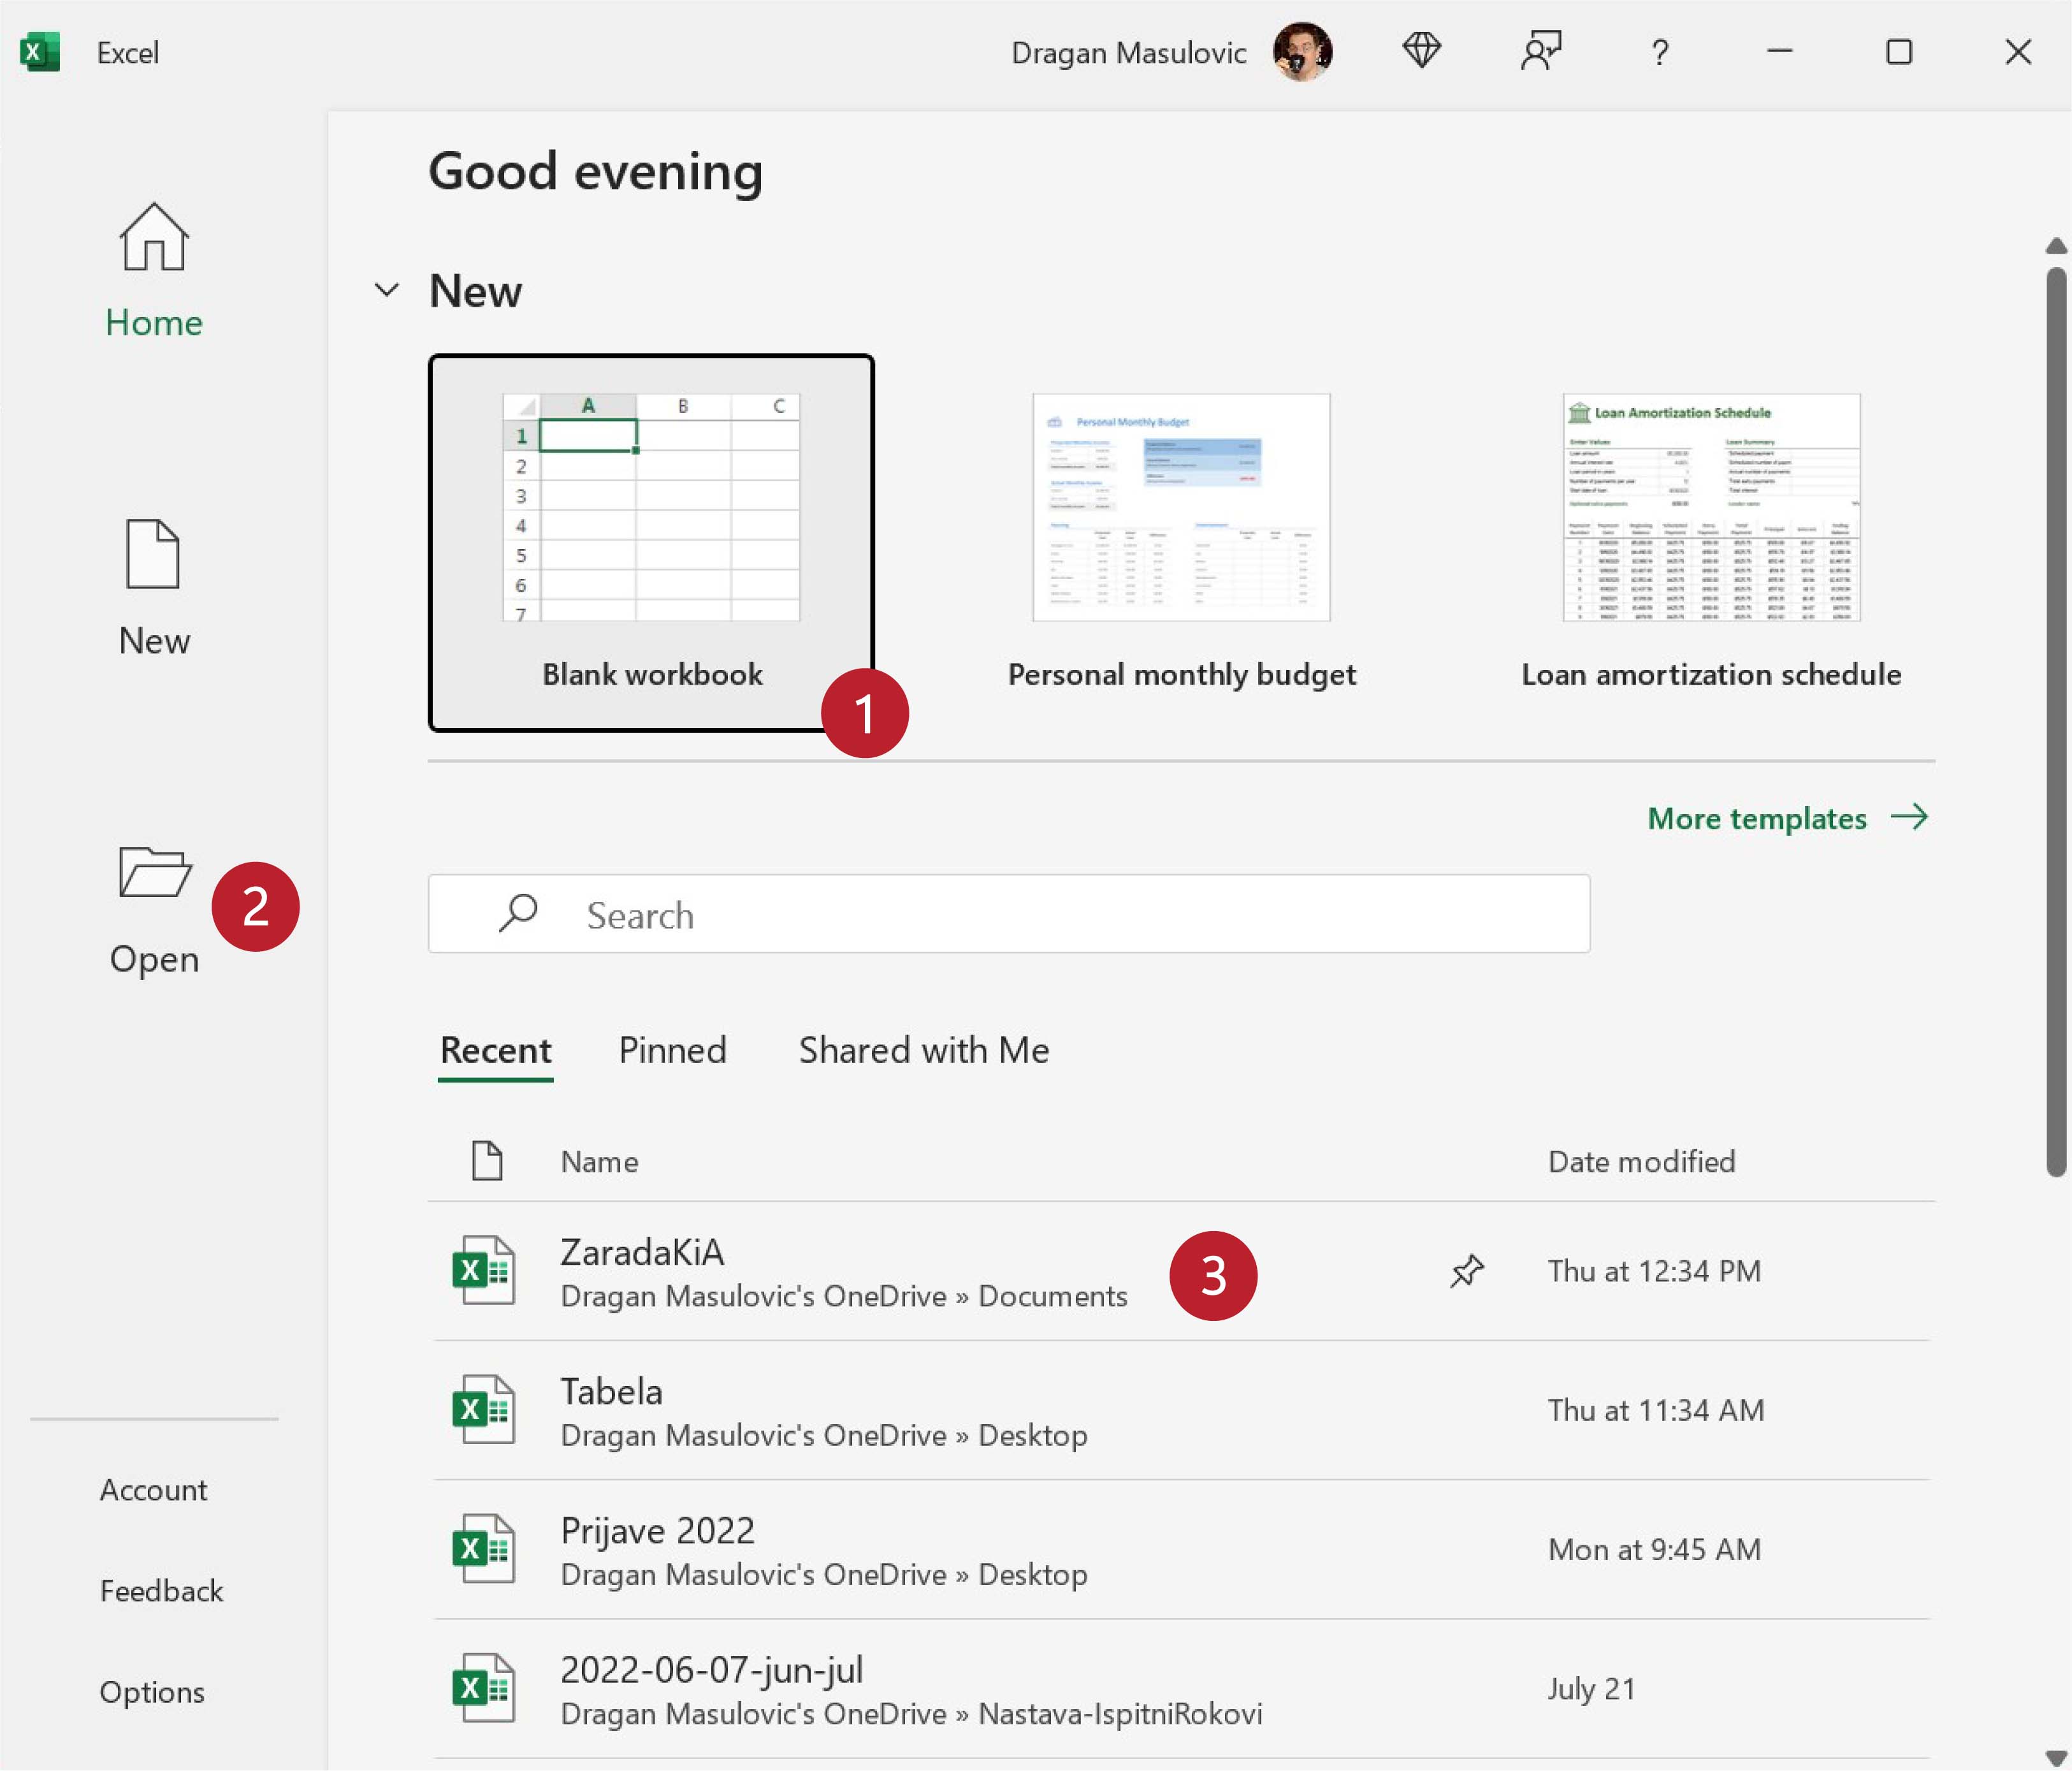 Excel
Dragan Masulovic
?
Home
New
Open
2
Account
Feedback
Options
Good evening
New
A B C
1
2
3
4
5
6
7
Blank workbook
1
Personal Monthly Budget
Personal monthly budget
Loan Amortization Schedule
Enter Values
Loan Summary
Loan amortization schedule
More templates
Search
Recent Pinned Shared with Me
Name Date modified
ZaradaKiA
Dragan Masulovic's OneDrive » Documents
3
Thu at 12:34 PM
Tabela
Dragan Masulovic's OneDrive » Desktop
Thu at 11:34 AM
Prijave 2022
Dragan Masulovic's OneDrive » Desktop
Mon at 9:45 AM
2022-06-07-jun-jul
Dragan Masulovic's OneDrive » Nastava-IspitniRokovi
July 21